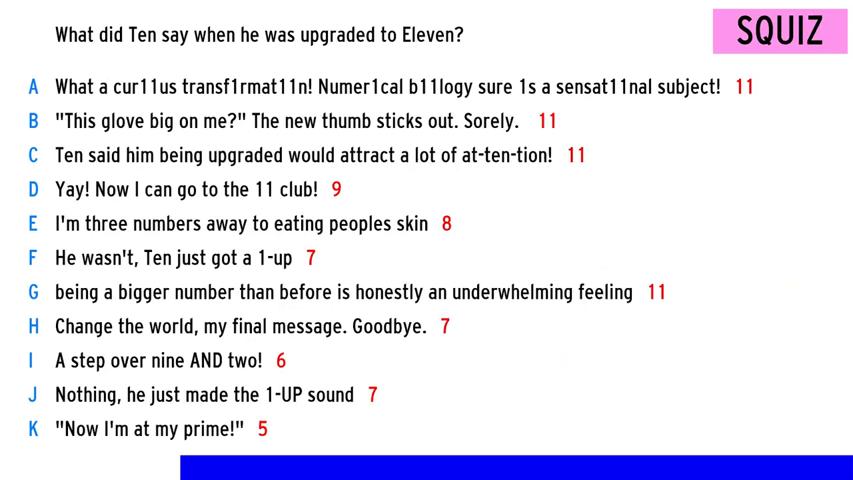 What did Ten say when he was upgraded to Eleven?
SQUIZ
A What a cur11us transf1rmat11n! Numer1cal b11logy sure 1s a sensat11nal subject! 11
B "This glove big on me?" The new thumb sticks out. Sorely. 11
C Ten said him being upgraded would attract a lot of at-ten-tion! 11
D Yay! Now I can go to the 11 club! 9
E I'm three numbers away to eating peoples skin 8
F He wasn't, Ten just got a 1-up 7
G being a bigger number than before is honestly an underwhelming feeling 11
H Change the world, my final message. Goodbye. 7
I A step over nine AND two! 6
J Nothing, he just made the 1-UP sound 7
K "Now I'm at my prime!" 5